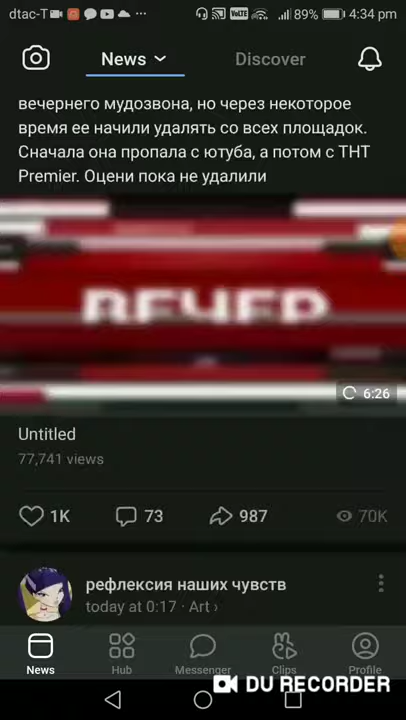 dtac-T ... VoLTE 89% 4:34 pm
News Discover
вечернего мудозвона, но через некоторое
время ее начили удалять со всех площадок.
Сначала она пропала с ютуба, а потом с ТНТ
Premier. Оцени пока не удалили
ВЕЧЕР
6:26
Untitled
77,741 views
1K 73 987 70K
рефлексия наших чувств
today at 0:17 · Art ›
News Hub Messenger Clips Profile
DU RECORDER